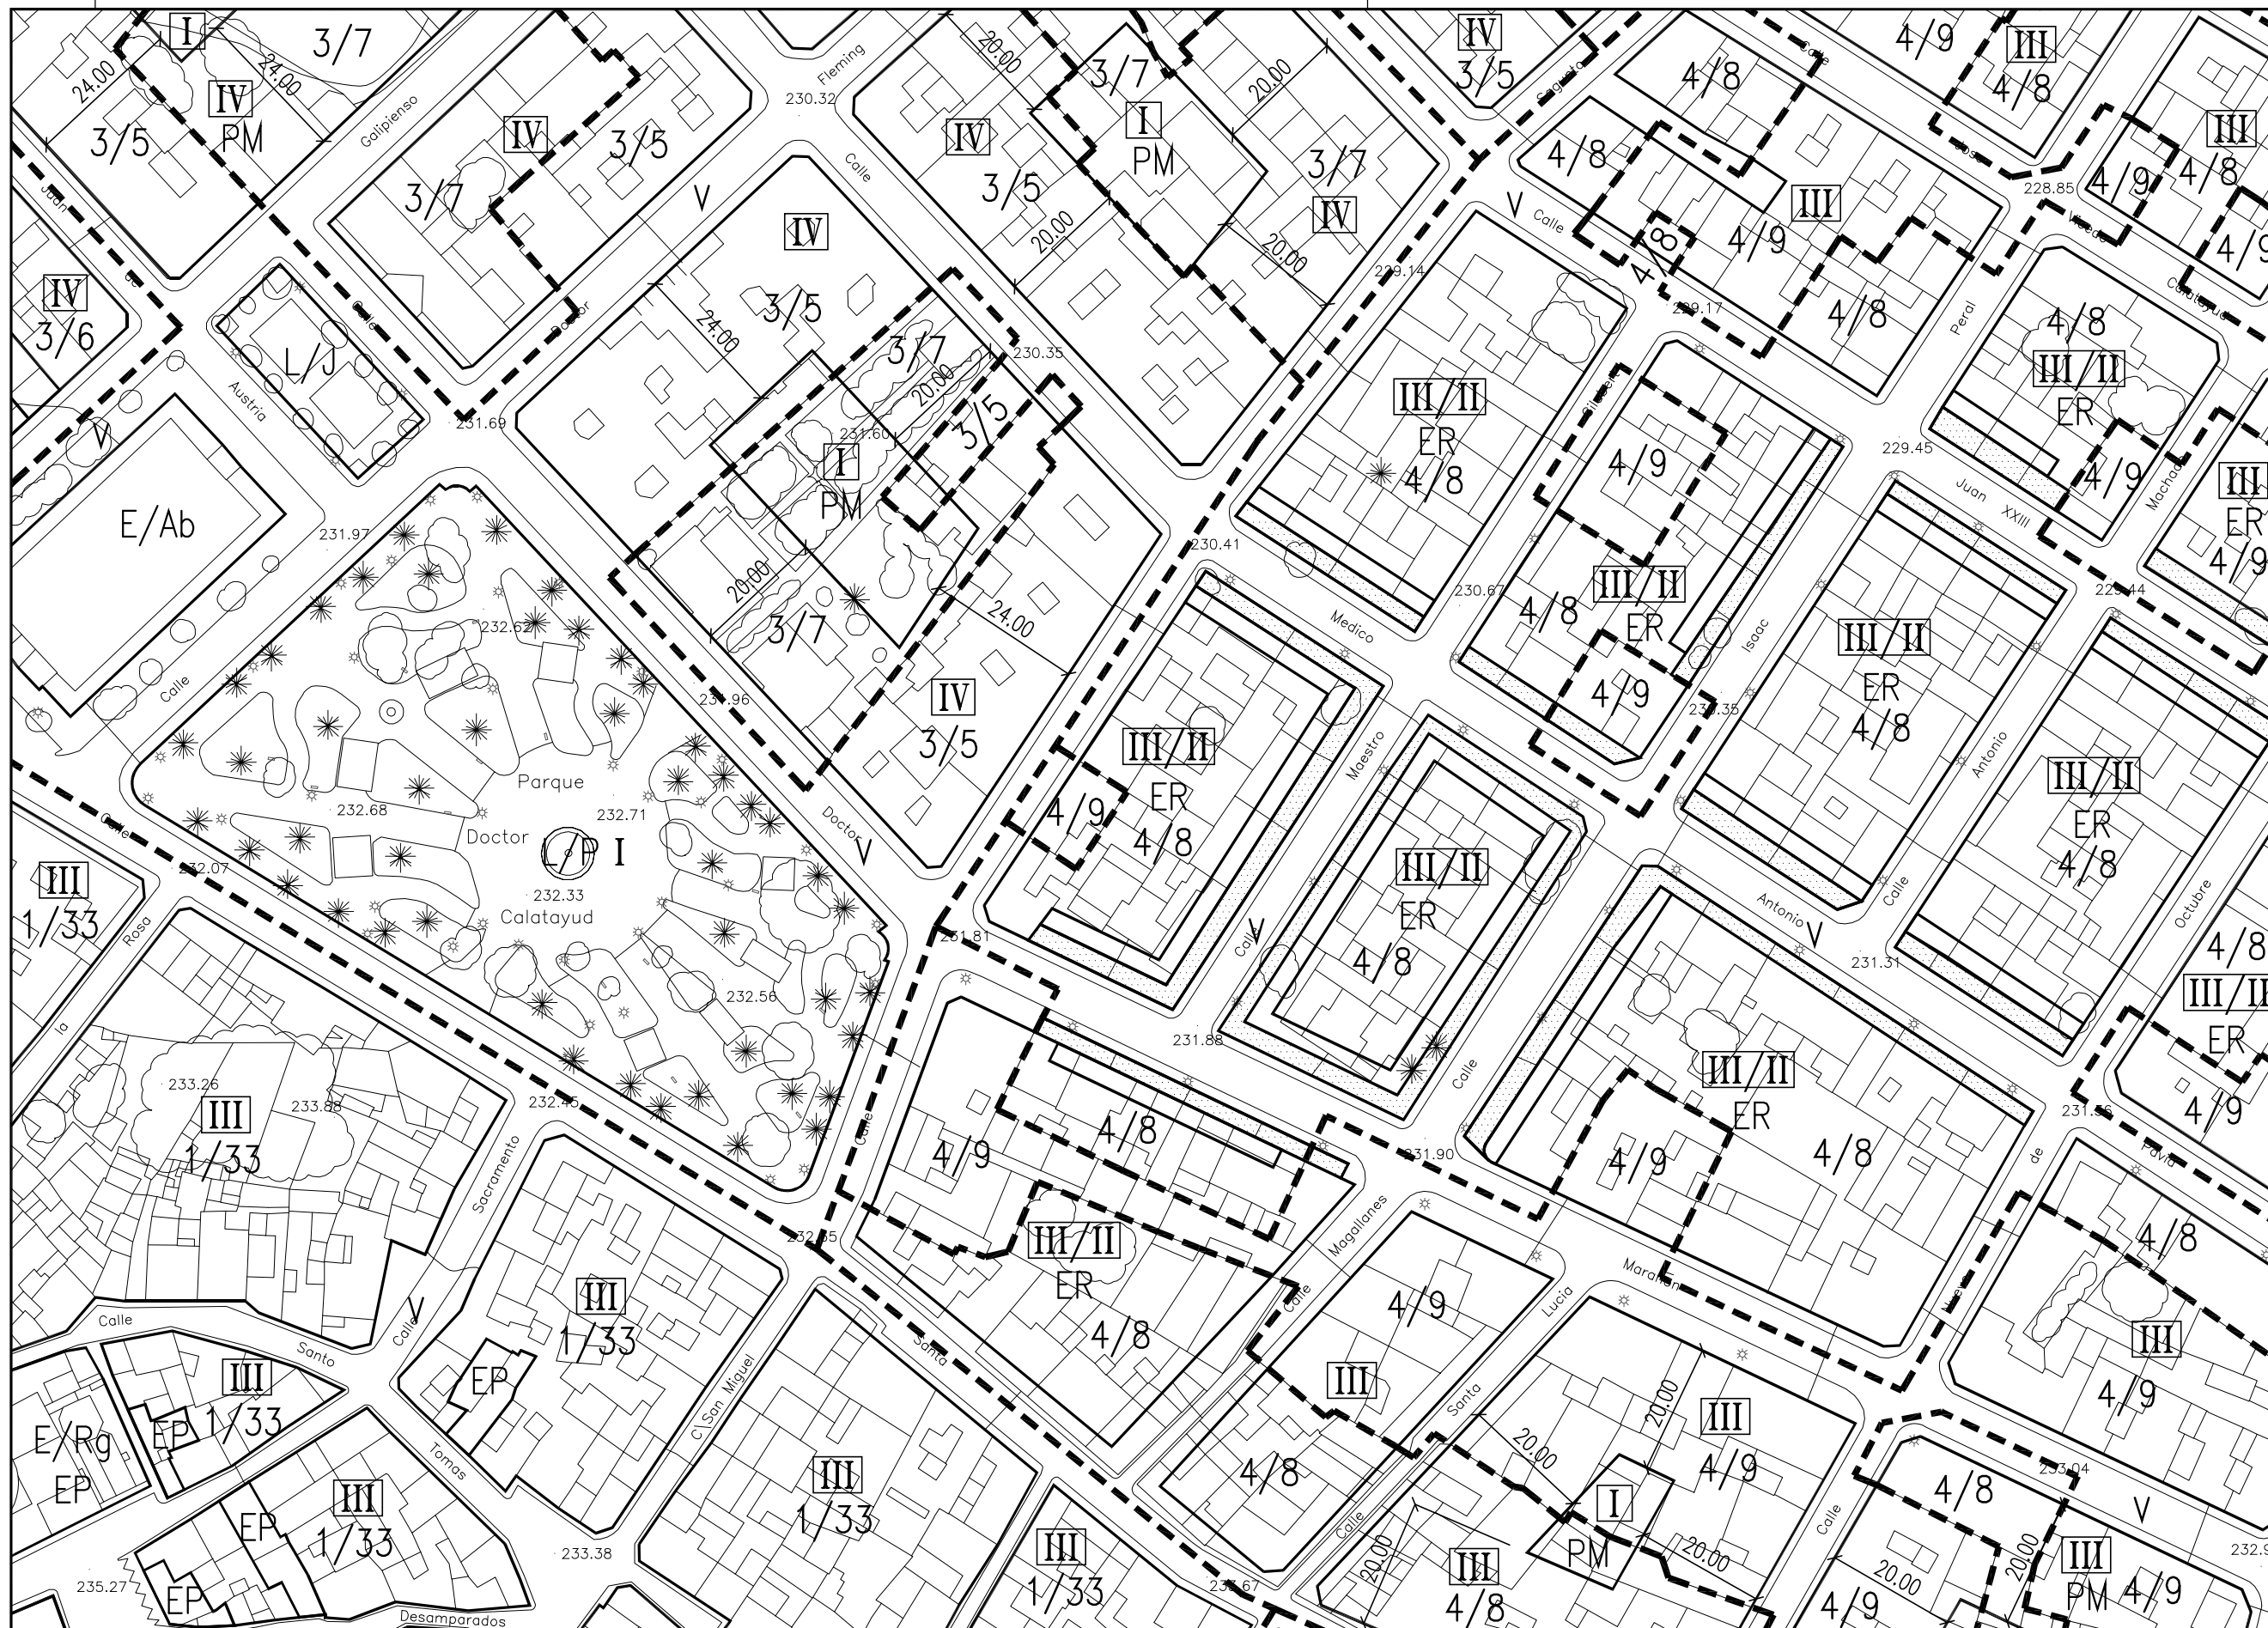 I
3/7
24.00
24.00
IV
PM
3/5
Galipienso
IV
3/5
3/7
Fleming
230.32
Calle
20.00
IV
3/5
20.00
3/7
I
PM
20.00
3/7
IV
20.00
IV
3/5
Sagunto
4/8
Calle
4/9
III
4/8
III
4/8
4/9
4/9
228.85
Jose
Vicedo
Calatayud
4/8
V
Calle
4/8
4/9
III
4/8
229.14
229.17
Peral
4/8
III/II
ER
4/9
Juan
de
Austria
IV
3/6
V
L/J
Calle
Doctor
231.69
V
IV
3/5
24.00
3/7
20.00
230.35
231.60
3/5
I
PM
20.00
3/7
24.00
IV
3/5
231.96
230.41
III/II
ER
4/8
Gilabert
4/9
III/II
ER
4/8
4/9
229.45
Juan XXIII
Machado
III
ER
4/9
229.44
E/Ab
231.97
232.62
Calle
Parque
Doctor
Calatayud
232.68
232.71
L/P I
232.33
232.56
232.07
Medico
230.67
Isaac
230.35
III/II
ER
4/8
Antonio
III/II
ER
4/8
Octubre
4/8
ER
4/9
III/II
ER
4/8
4/9
Maestro
Calle
V
III/II
ER
4/8
Doctor
V
231.81
231.88
Antonio
V
Calle
231.31
Calle
III
1/33
Rosa
la
233.26
233.88
III
1/33
232.45
Sacramento
Calle
4/9
4/8
III/II
ER
4/8
231.90
Calle
III/II
ER
4/9
4/8
de
Pavia
4/8
III
4/9
Magallanes
Calle
Marañon
Nueve
Lucia
Santa
Calle
4/9
III
4/8
20.00
20.00
III
4/9
I
PM
20.00
20.00
III
4/8
Calle
4/8
233.04
V
20.00
20.00
III
PM
4/9
4/9
Calle
Santo
Tomas
V
Calle
III
1/33
EP
C\San Miguel
III
1/33
Santa
III
1/33
III
1/33
EP
E/Rg
EP
III
1/33
EP
EP
235.27
233.38
Desamparados